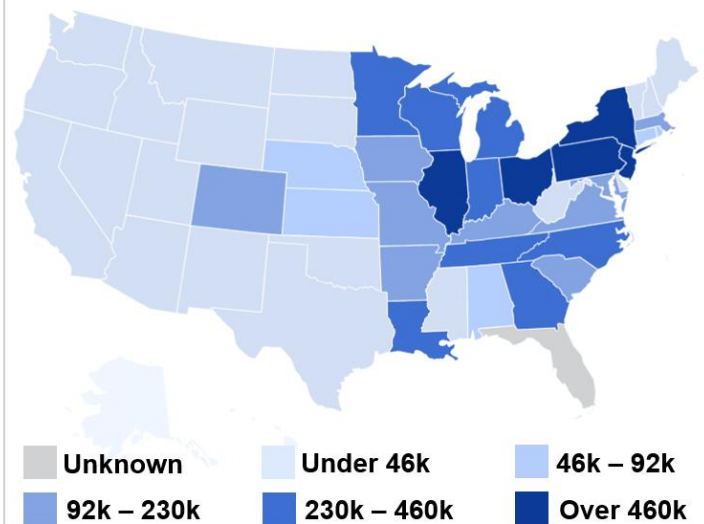 Unknown Under 46k 46k – 92k
92k – 230k 230k – 460k Over 460k